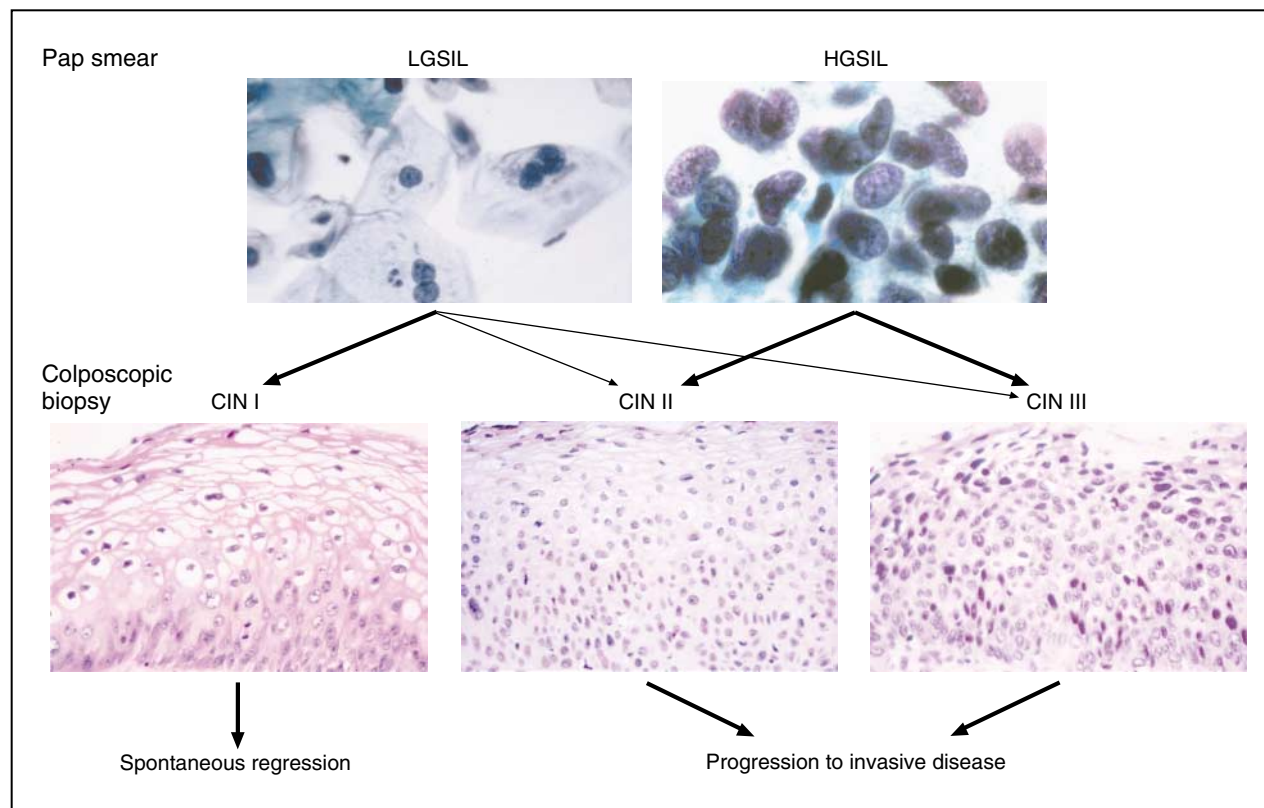 Pap smear
LGSIL
HGSIL
Colposcopic
biopsy
CIN I
CIN II
CIN III
Spontaneous regression
Progression to invasive disease